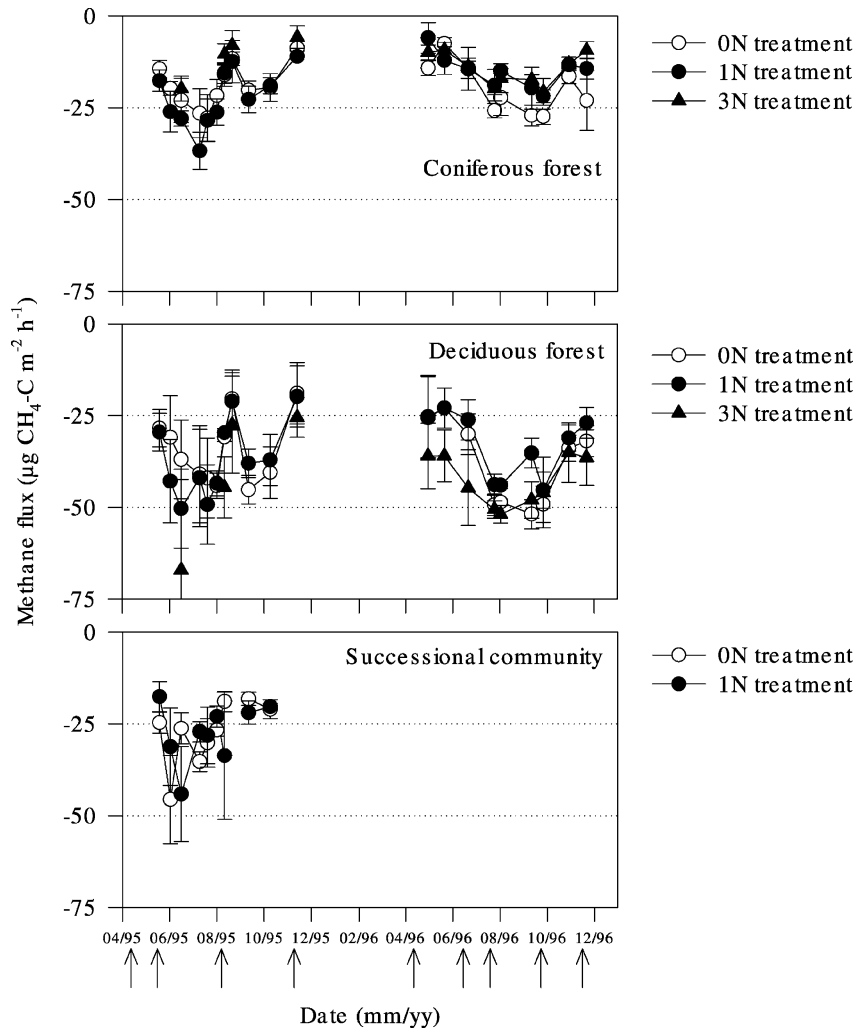 0
-25
-50
-75
Coniferous forest
0N treatment
1N treatment
3N treatment
Methane flux (µg CH4-C m-2 h-1)
0
-25
-50
-75
Deciduous forest
0N treatment
1N treatment
3N treatment
0
-25
-50
-75
Successional community
0N treatment
1N treatment
04/95 06/95 08/95 10/95 12/95 02/96 04/96 06/96 08/96 10/96 12/96
Date (mm/yy)